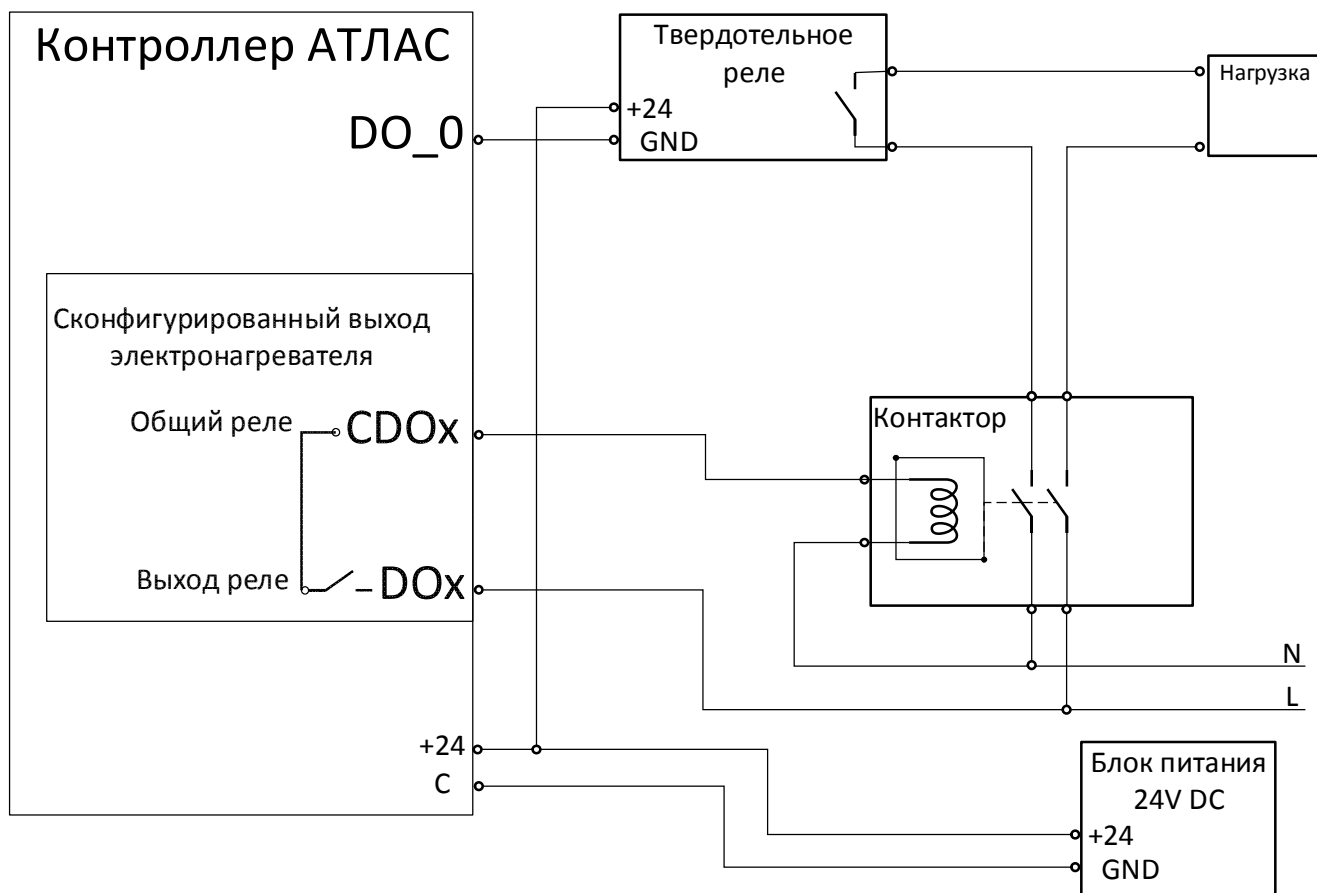 Контроллер АТЛАС
DO_0
Твердотельное
реле
+24
GND
Нагрузка
Сконфигурированный выход
электронагревателя
Общий реле
CDOx
Выход реле
DOx
Контактор
N
L
+24
C
Блок питания
24V DC
+24
GND